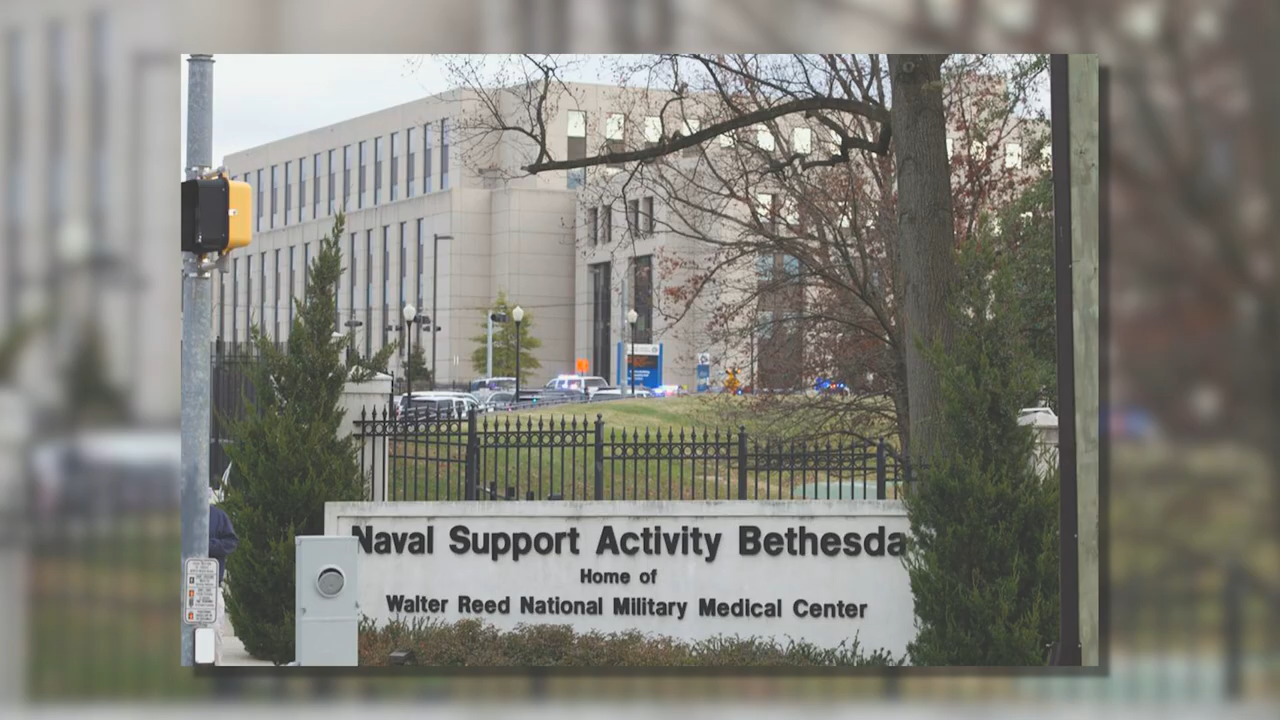 Naval Support Activity Bethesda
Home of
Walter Reed National Military Medical Center